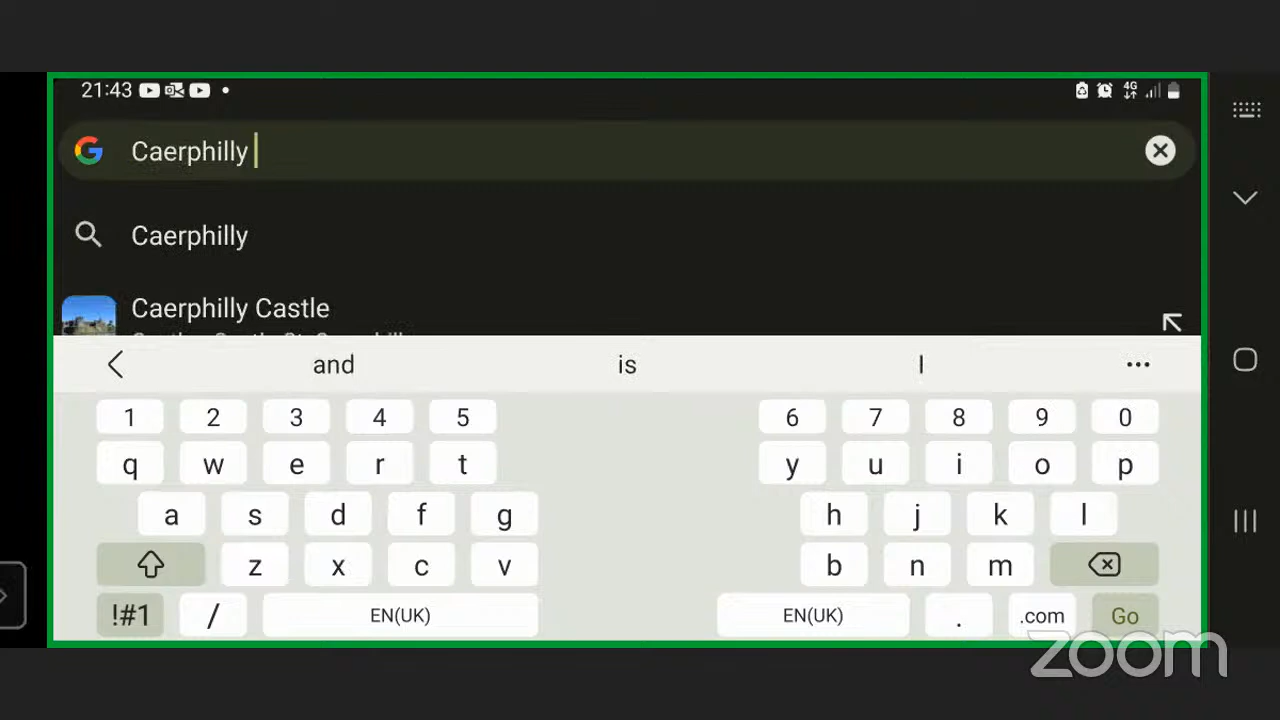 21:43
4G
Caerphilly
Caerphilly
Caerphilly Castle
and is I ...
1 2 3 4 5 6 7 8 9 0
q w e r t y u i o p
a s d f g h j k l
z x c v b n m
!#1 / EN(UK) EN(UK) . .com Go
zoom